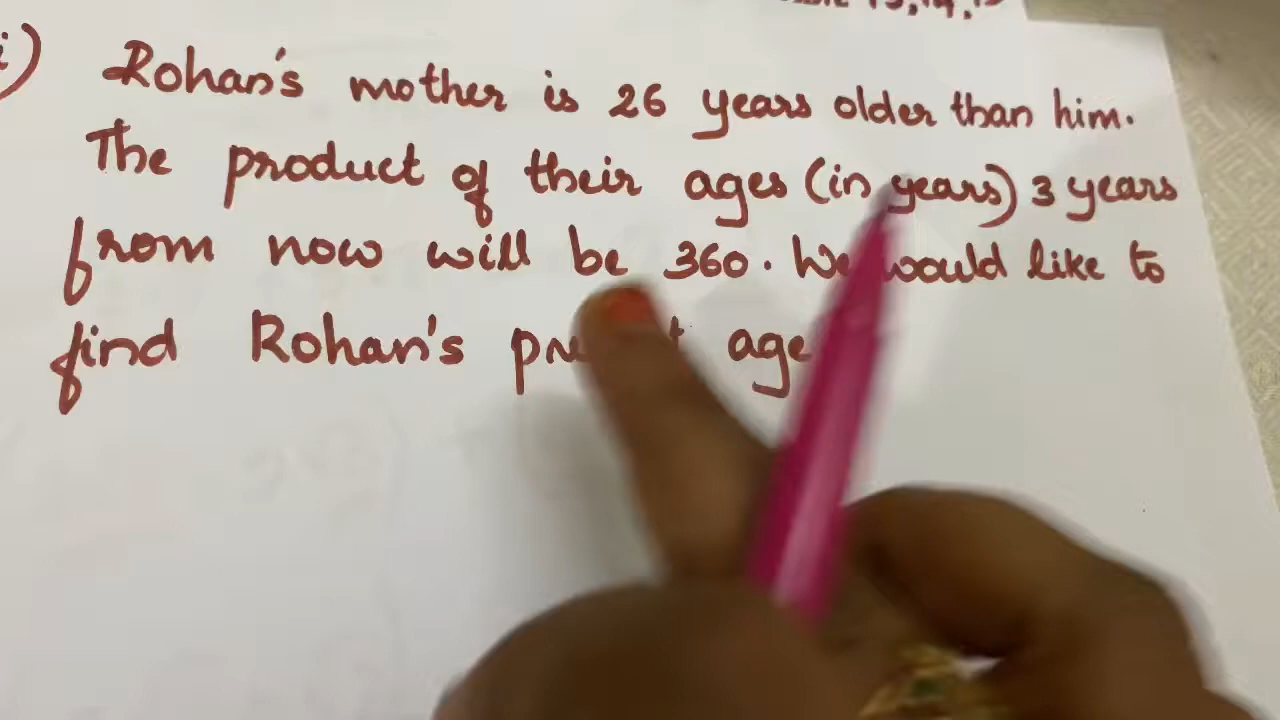 i) Rohan's mother is 26 years older than him.
The product of their ages (in years) 3 years
from now will be 360. We would like to
find Rohan's age